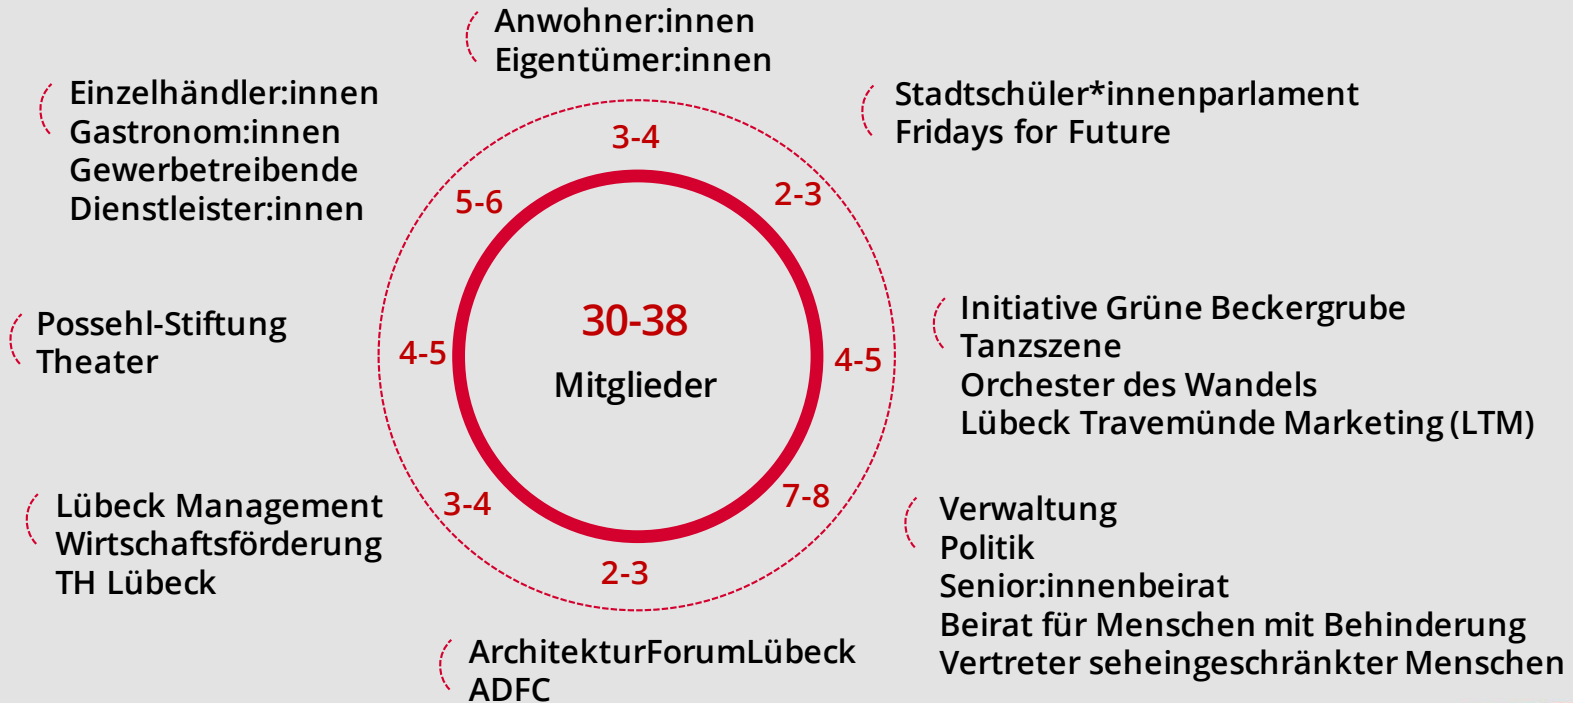 Anwohner:innen
Eigentümer:innen
Einzelhändler:innen
Gastronom:innen
Gewerbetreibende
Dienstleister:innen
Stadtschüler*innenparlament
Fridays for Future
3-4
5-6
2-3
Possehl-Stiftung
Theater
4-5
30-38
Mitglieder
4-5
Initiative Grüne Beckergrube
Tanzszene
Orchester des Wandels
Lübeck Travemünde Marketing (LTM)
Lübeck Management
Wirtschaftsförderung
TH Lübeck
3-4
7-8
2-3
Verwaltung
Politik
Senior:innenbeirat
Beirat für Menschen mit Behinderung
Vertreter seheingeschränkter Menschen
ArchitekturForumLübeck
ADFC